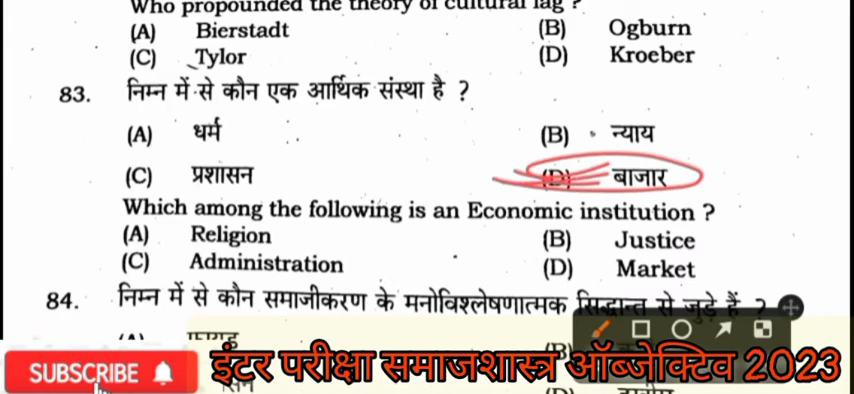 Who propounded the theory of cultural lag ?
(A) Bierstadt (B) Ogburn
(C) Tylor (D) Kroeber
83. निम्न में से कौन एक आर्थिक संस्था है ?
(A) धर्म (B) न्याय
(C) प्रशासन (D) बाजार
Which among the following is an Economic institution ?
(A) Religion (B) Justice
(C) Administration (D) Market
84. निम्न में से कौन समाजीकरण के मनोविश्लेषणात्मक सिद्धान्त से जुड़े हैं ?
(B)
SUBSCRIBE इंटर परीक्षा समाजशास्त्र ऑब्जेक्टिव 2023